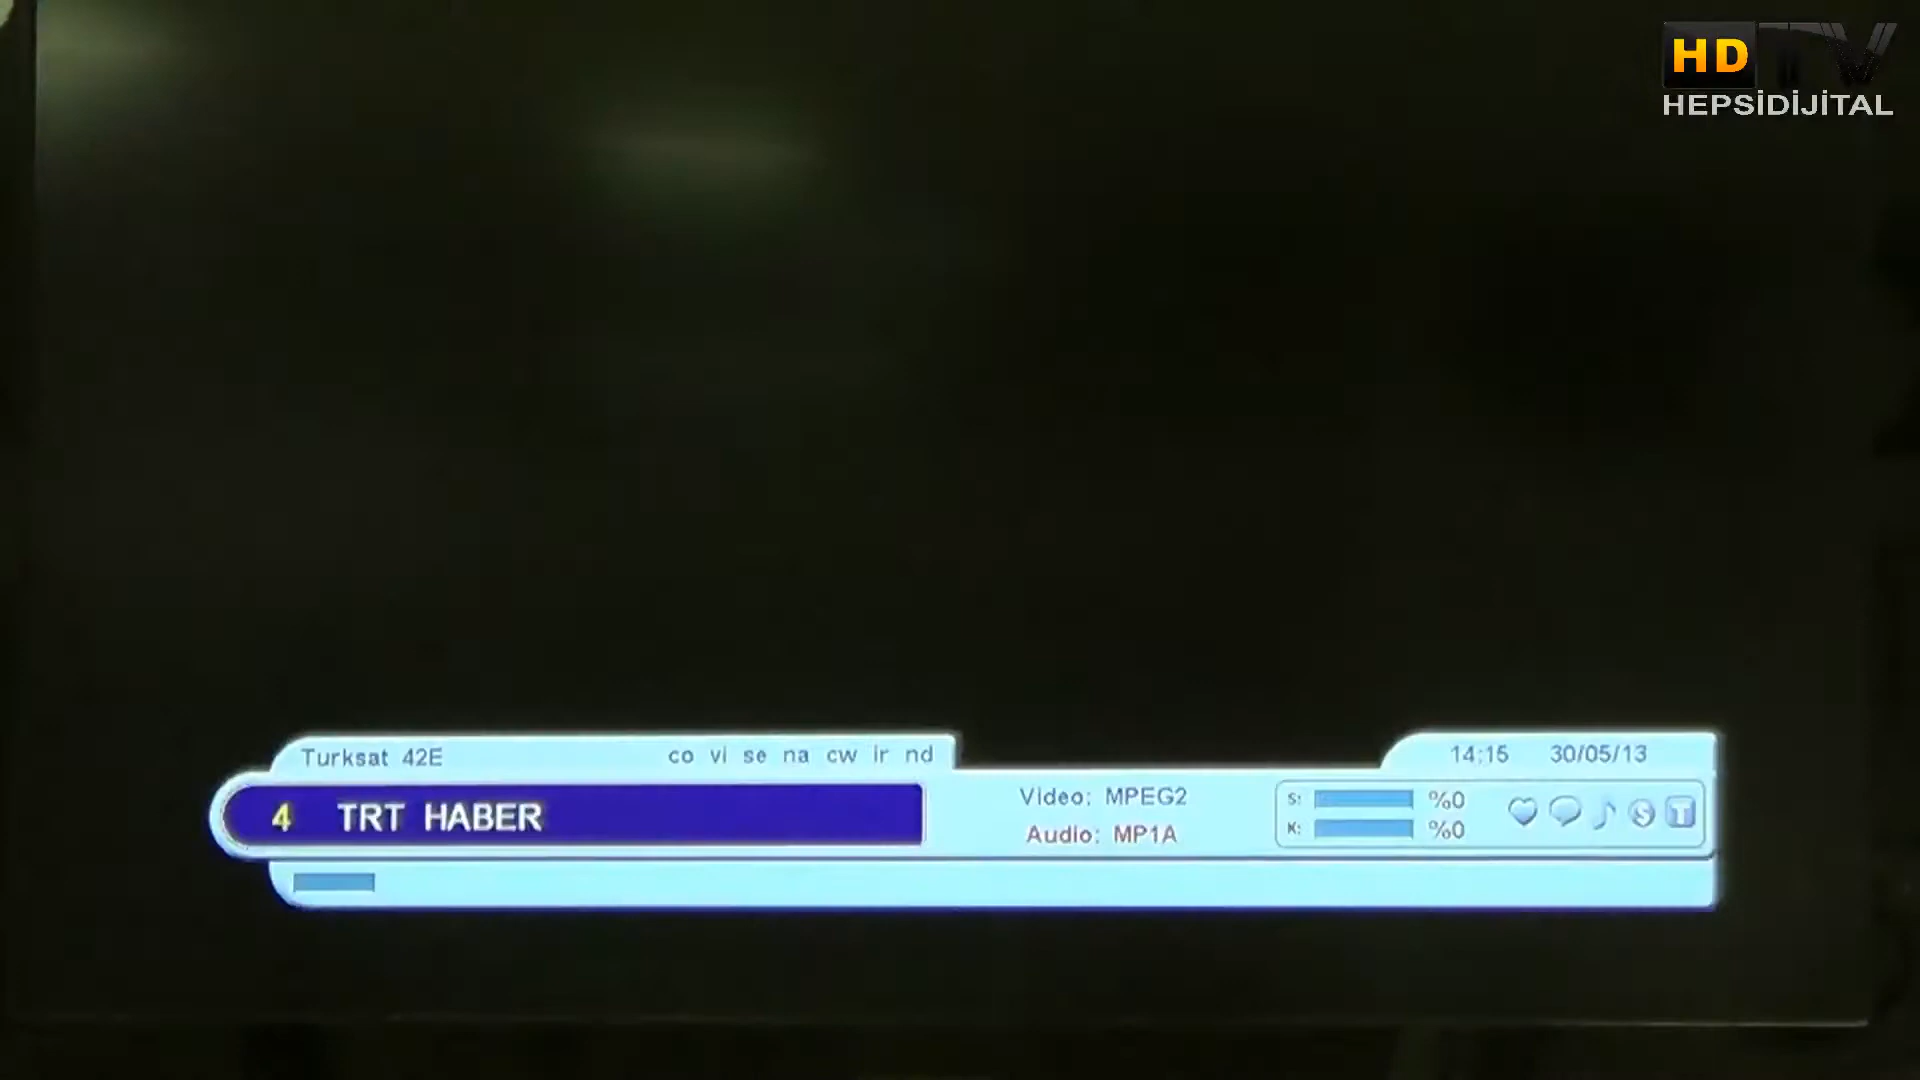 HD TV
HEPSİDİJİTAL
Turksat 42E co vi se na cw ir nd
14:15 30/05/13
4 TRT HABER
Video: MPEG2
Audio: MP1A
S: %0
K: %0
S T